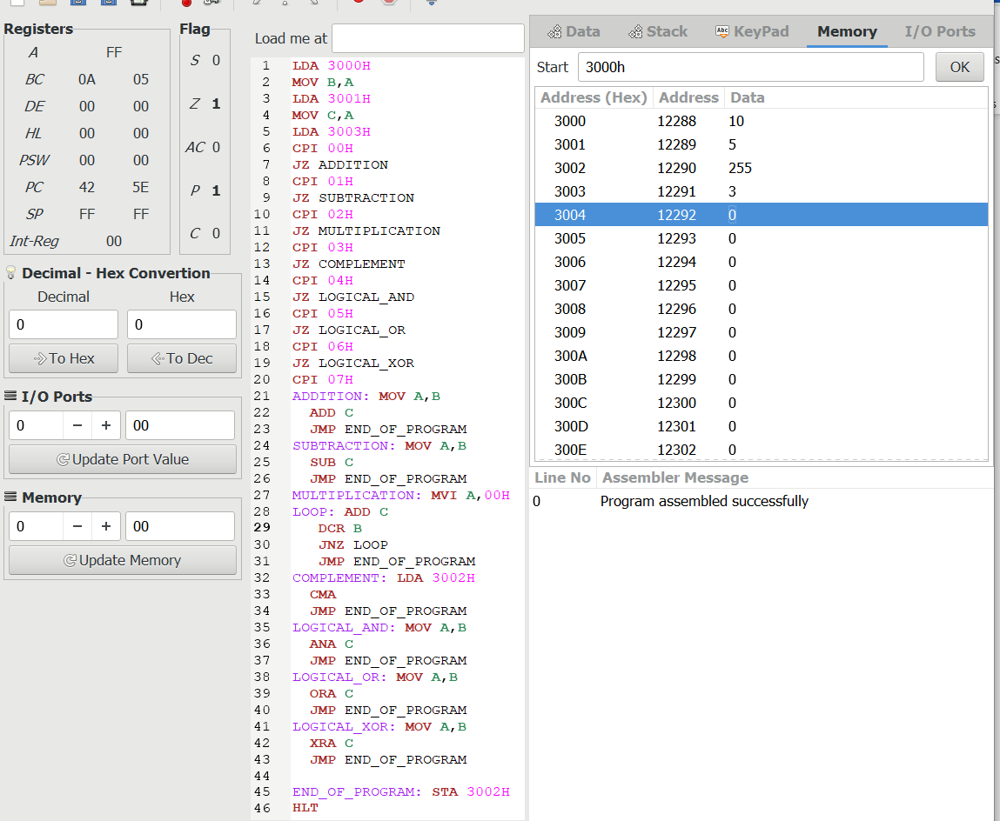 Registers
A FF
BC 0A 05
DE 00 00
HL 00 00
PSW 00 00
PC 42 5E
SP FF FF
Int-Reg 00
Flag
S 0
Z 1
AC 0
P 1
C 0
Decimal - Hex Convertion
Decimal Hex
0 0
To Hex To Dec
I/O Ports
0 − + 00
Update Port Value
Memory
0 − + 00
Update Memory
Load me at
1 LDA 3000H
2 MOV B,A
3 LDA 3001H
4 MOV C,A
5 LDA 3003H
6 CPI 00H
7 JZ ADDITION
8 CPI 01H
9 JZ SUBTRACTION
10 CPI 02H
11 JZ MULTIPLICATION
12 CPI 03H
13 JZ COMPLEMENT
14 CPI 04H
15 JZ LOGICAL_AND
16 CPI 05H
17 JZ LOGICAL_OR
18 CPI 06H
19 JZ LOGICAL_XOR
20 CPI 07H
21 ADDITION: MOV A,B
22 ADD C
23 JMP END_OF_PROGRAM
24 SUBTRACTION: MOV A,B
25 SUB C
26 JMP END_OF_PROGRAM
27 MULTIPLICATION: MVI A,00H
28 LOOP: ADD C
29 DCR B
30 JNZ LOOP
31 JMP END_OF_PROGRAM
32 COMPLEMENT: LDA 3002H
33 CMA
34 JMP END_OF_PROGRAM
35 LOGICAL_AND: MOV A,B
36 ANA C
37 JMP END_OF_PROGRAM
38 LOGICAL_OR: MOV A,B
39 ORA C
40 JMP END_OF_PROGRAM
41 LOGICAL_XOR: MOV A,B
42 XRA C
43 JMP END_OF_PROGRAM
44
45 END_OF_PROGRAM: STA 3002H
46 HLT
Data Stack Abc KeyPad Memory I/O Ports
Start 3000h OK
Address (Hex) Address Data
3000 12288 10
3001 12289 5
3002 12290 255
3003 12291 3
3004 12292 0
3005 12293 0
3006 12294 0
3007 12295 0
3008 12296 0
3009 12297 0
300A 12298 0
300B 12299 0
300C 12300 0
300D 12301 0
300E 12302 0
Line No Assembler Message
0 Program assembled successfully